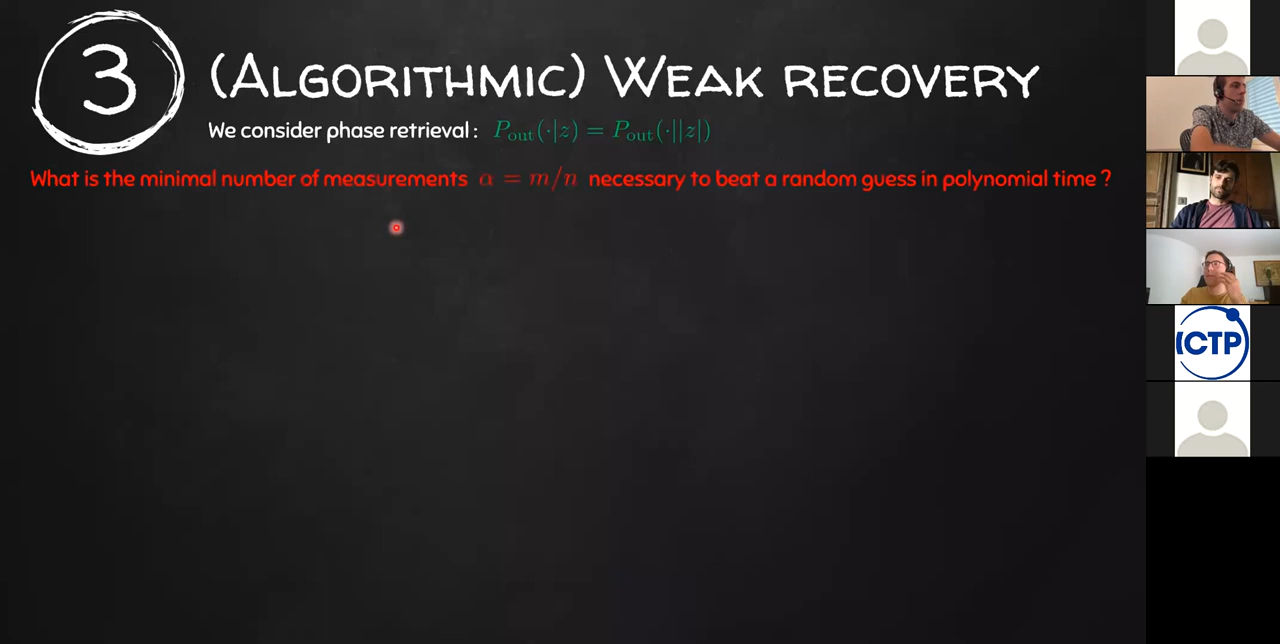 3
(Algorithmic) Weak recovery
We consider phase retrieval : P_out(·|z) = P_out(·||z|)
What is the minimal number of measurements α = m/n necessary to beat a random guess in polynomial time ?
ICTP